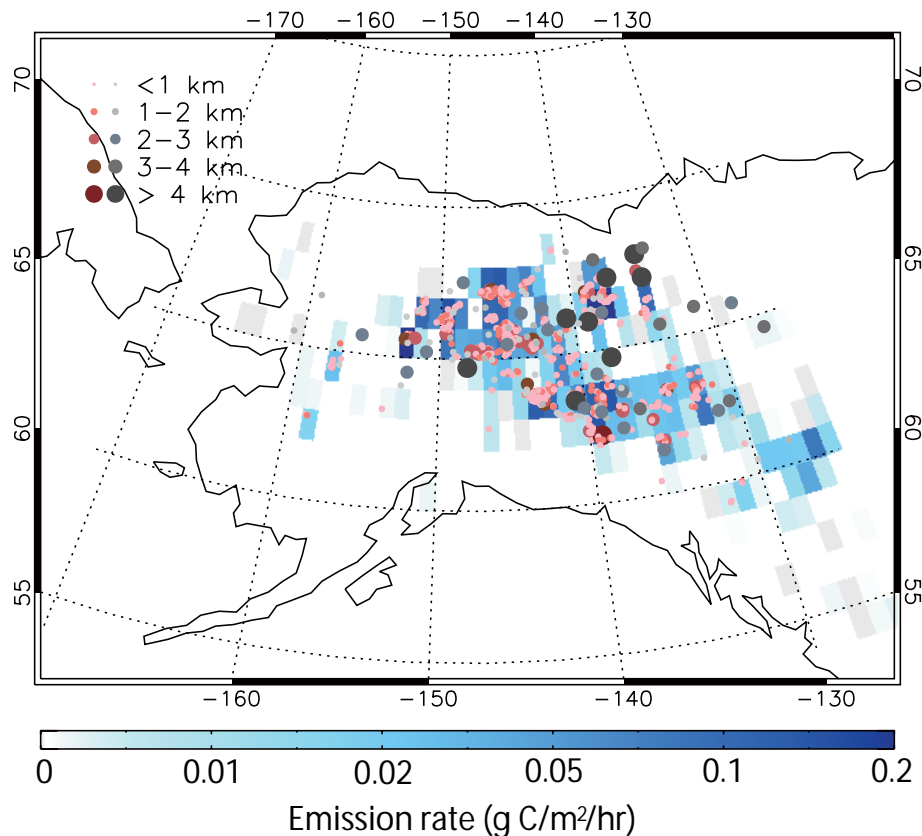 −170 −160 −150 −140 −130
70 70
<1 km
1−2 km
2−3 km
3−4 km
> 4 km
65 65
60 60
55 55
−160 −150 −140 −130
0 0.01 0.02 0.05 0.1 0.2
Emission rate (g C/m²/hr)